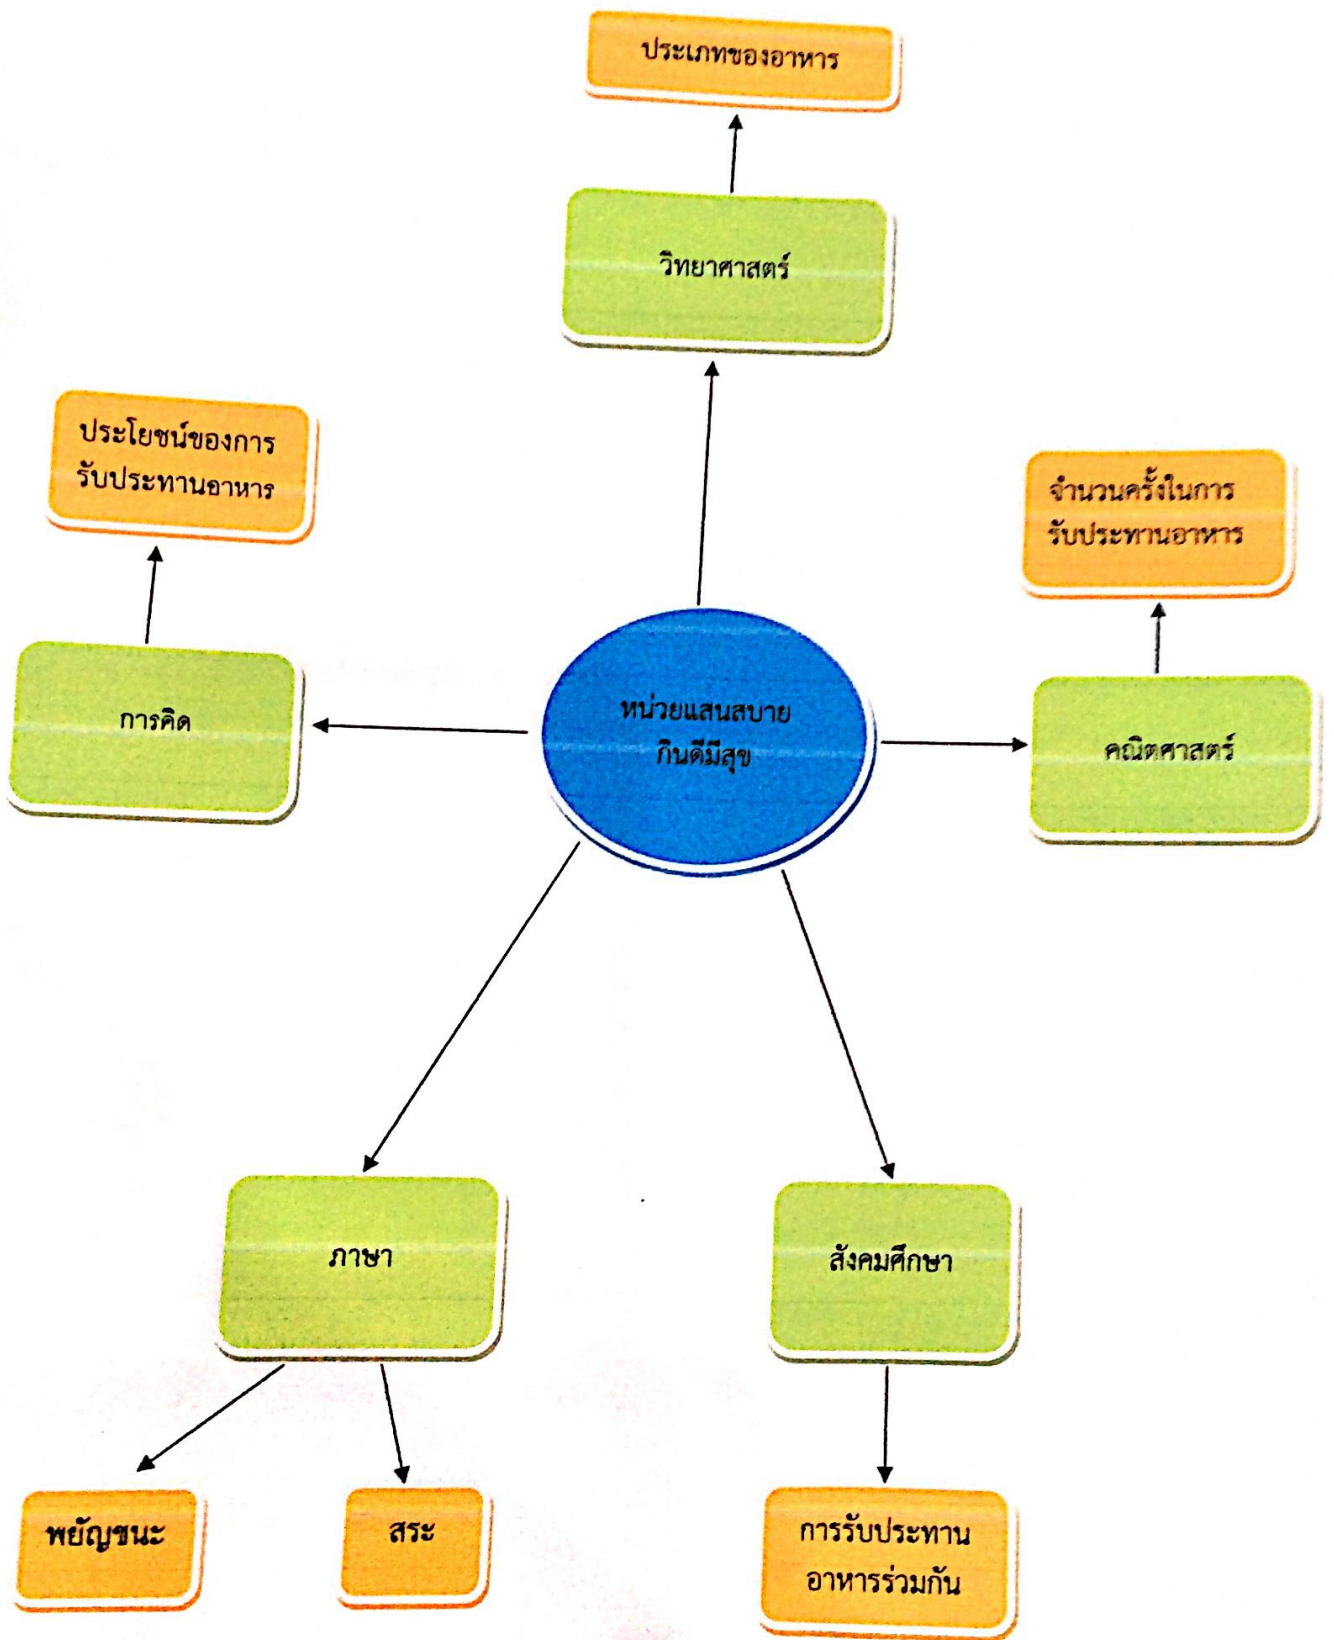 ประเภทของอาหาร
วิทยาศาสตร์
ประโยชน์ของการ
รับประทานอาหาร
จำนวนครั้งในการ
รับประทานอาหาร
การคิด
หน่วยแสนสบาย
กินดีมีสุข
คณิตศาสตร์
ภาษา
สังคมศึกษา
พยัญชนะ
สระ
การรับประทาน
อาหารร่วมกัน